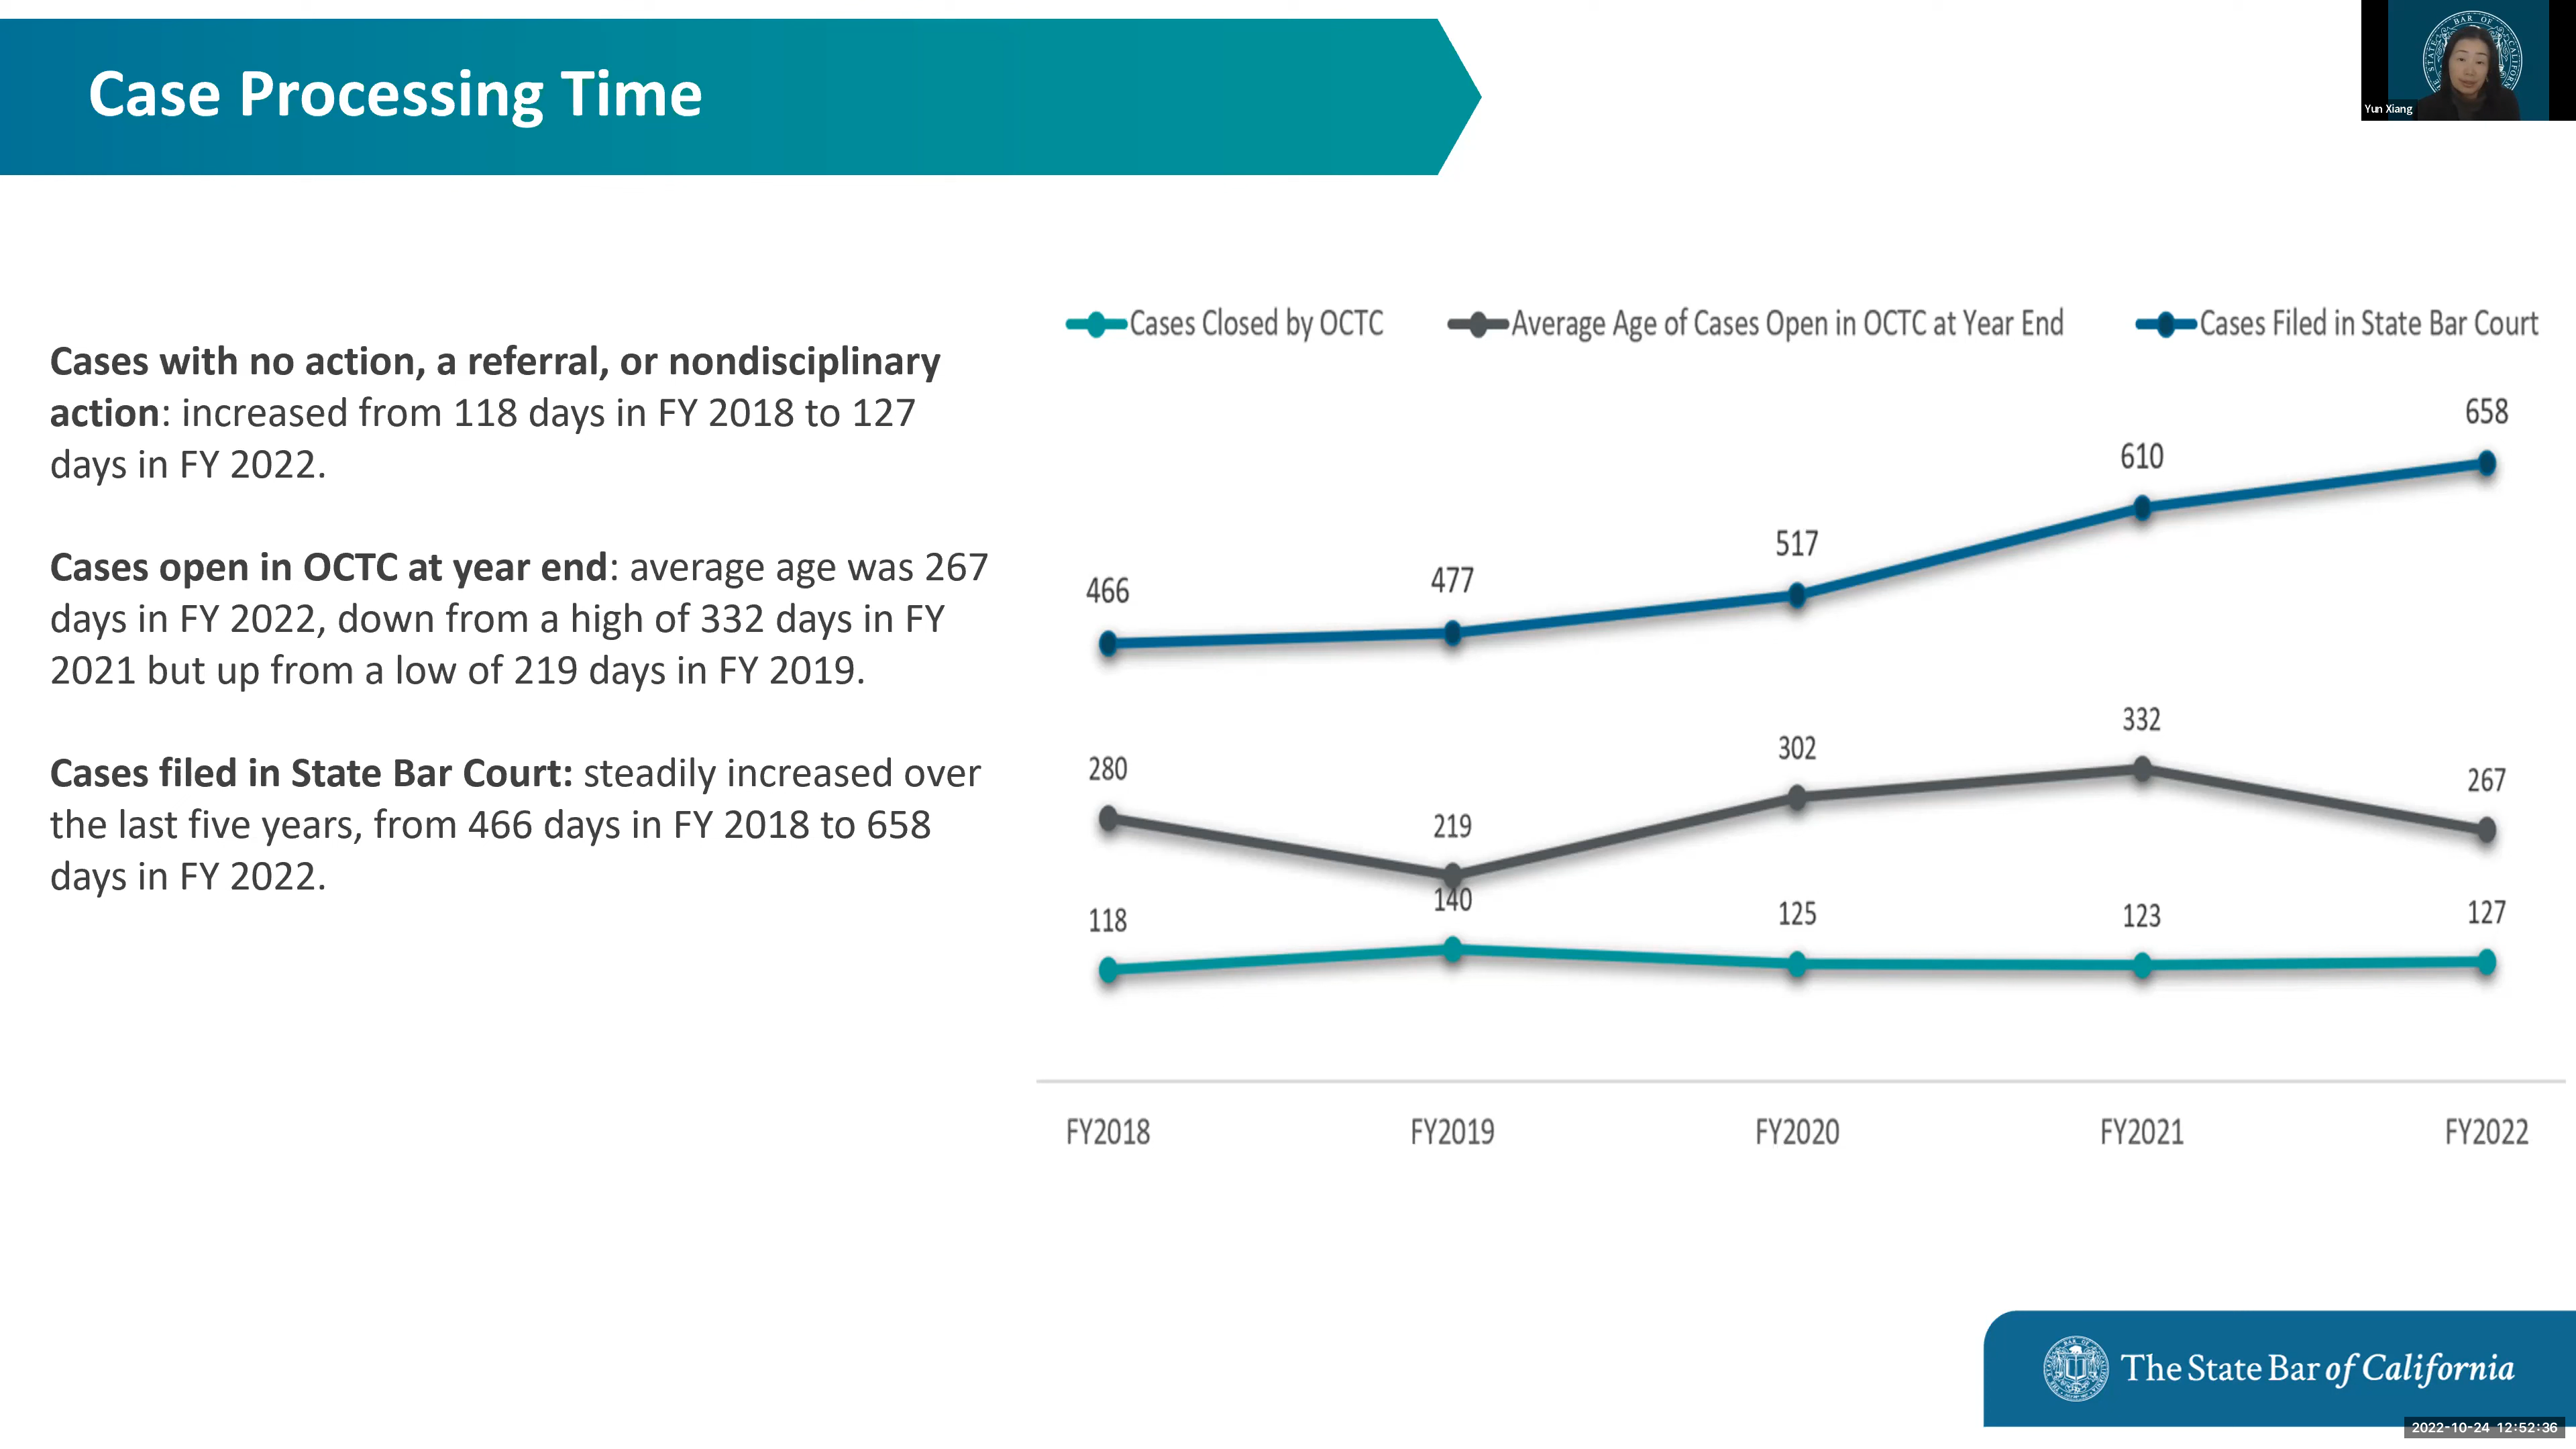 Case Processing Time
Yun Xiang
Cases with no action, a referral, or nondisciplinary
action: increased from 118 days in FY 2018 to 127
days in FY 2022.
Cases open in OCTC at year end: average age was 267
days in FY 2022, down from a high of 332 days in FY
2021 but up from a low of 219 days in FY 2019.
Cases filed in State Bar Court: steadily increased over
the last five years, from 466 days in FY 2018 to 658
days in FY 2022.
Cases Closed by OCTC Average Age of Cases Open in OCTC at Year End Cases Filed in State Bar Court
466 477 517 610 658
280 219 302 332 267
118 140 125 123 127
FY2018 FY2019 FY2020 FY2021 FY2022
The State Bar of California
2022-10-24 12:52:36